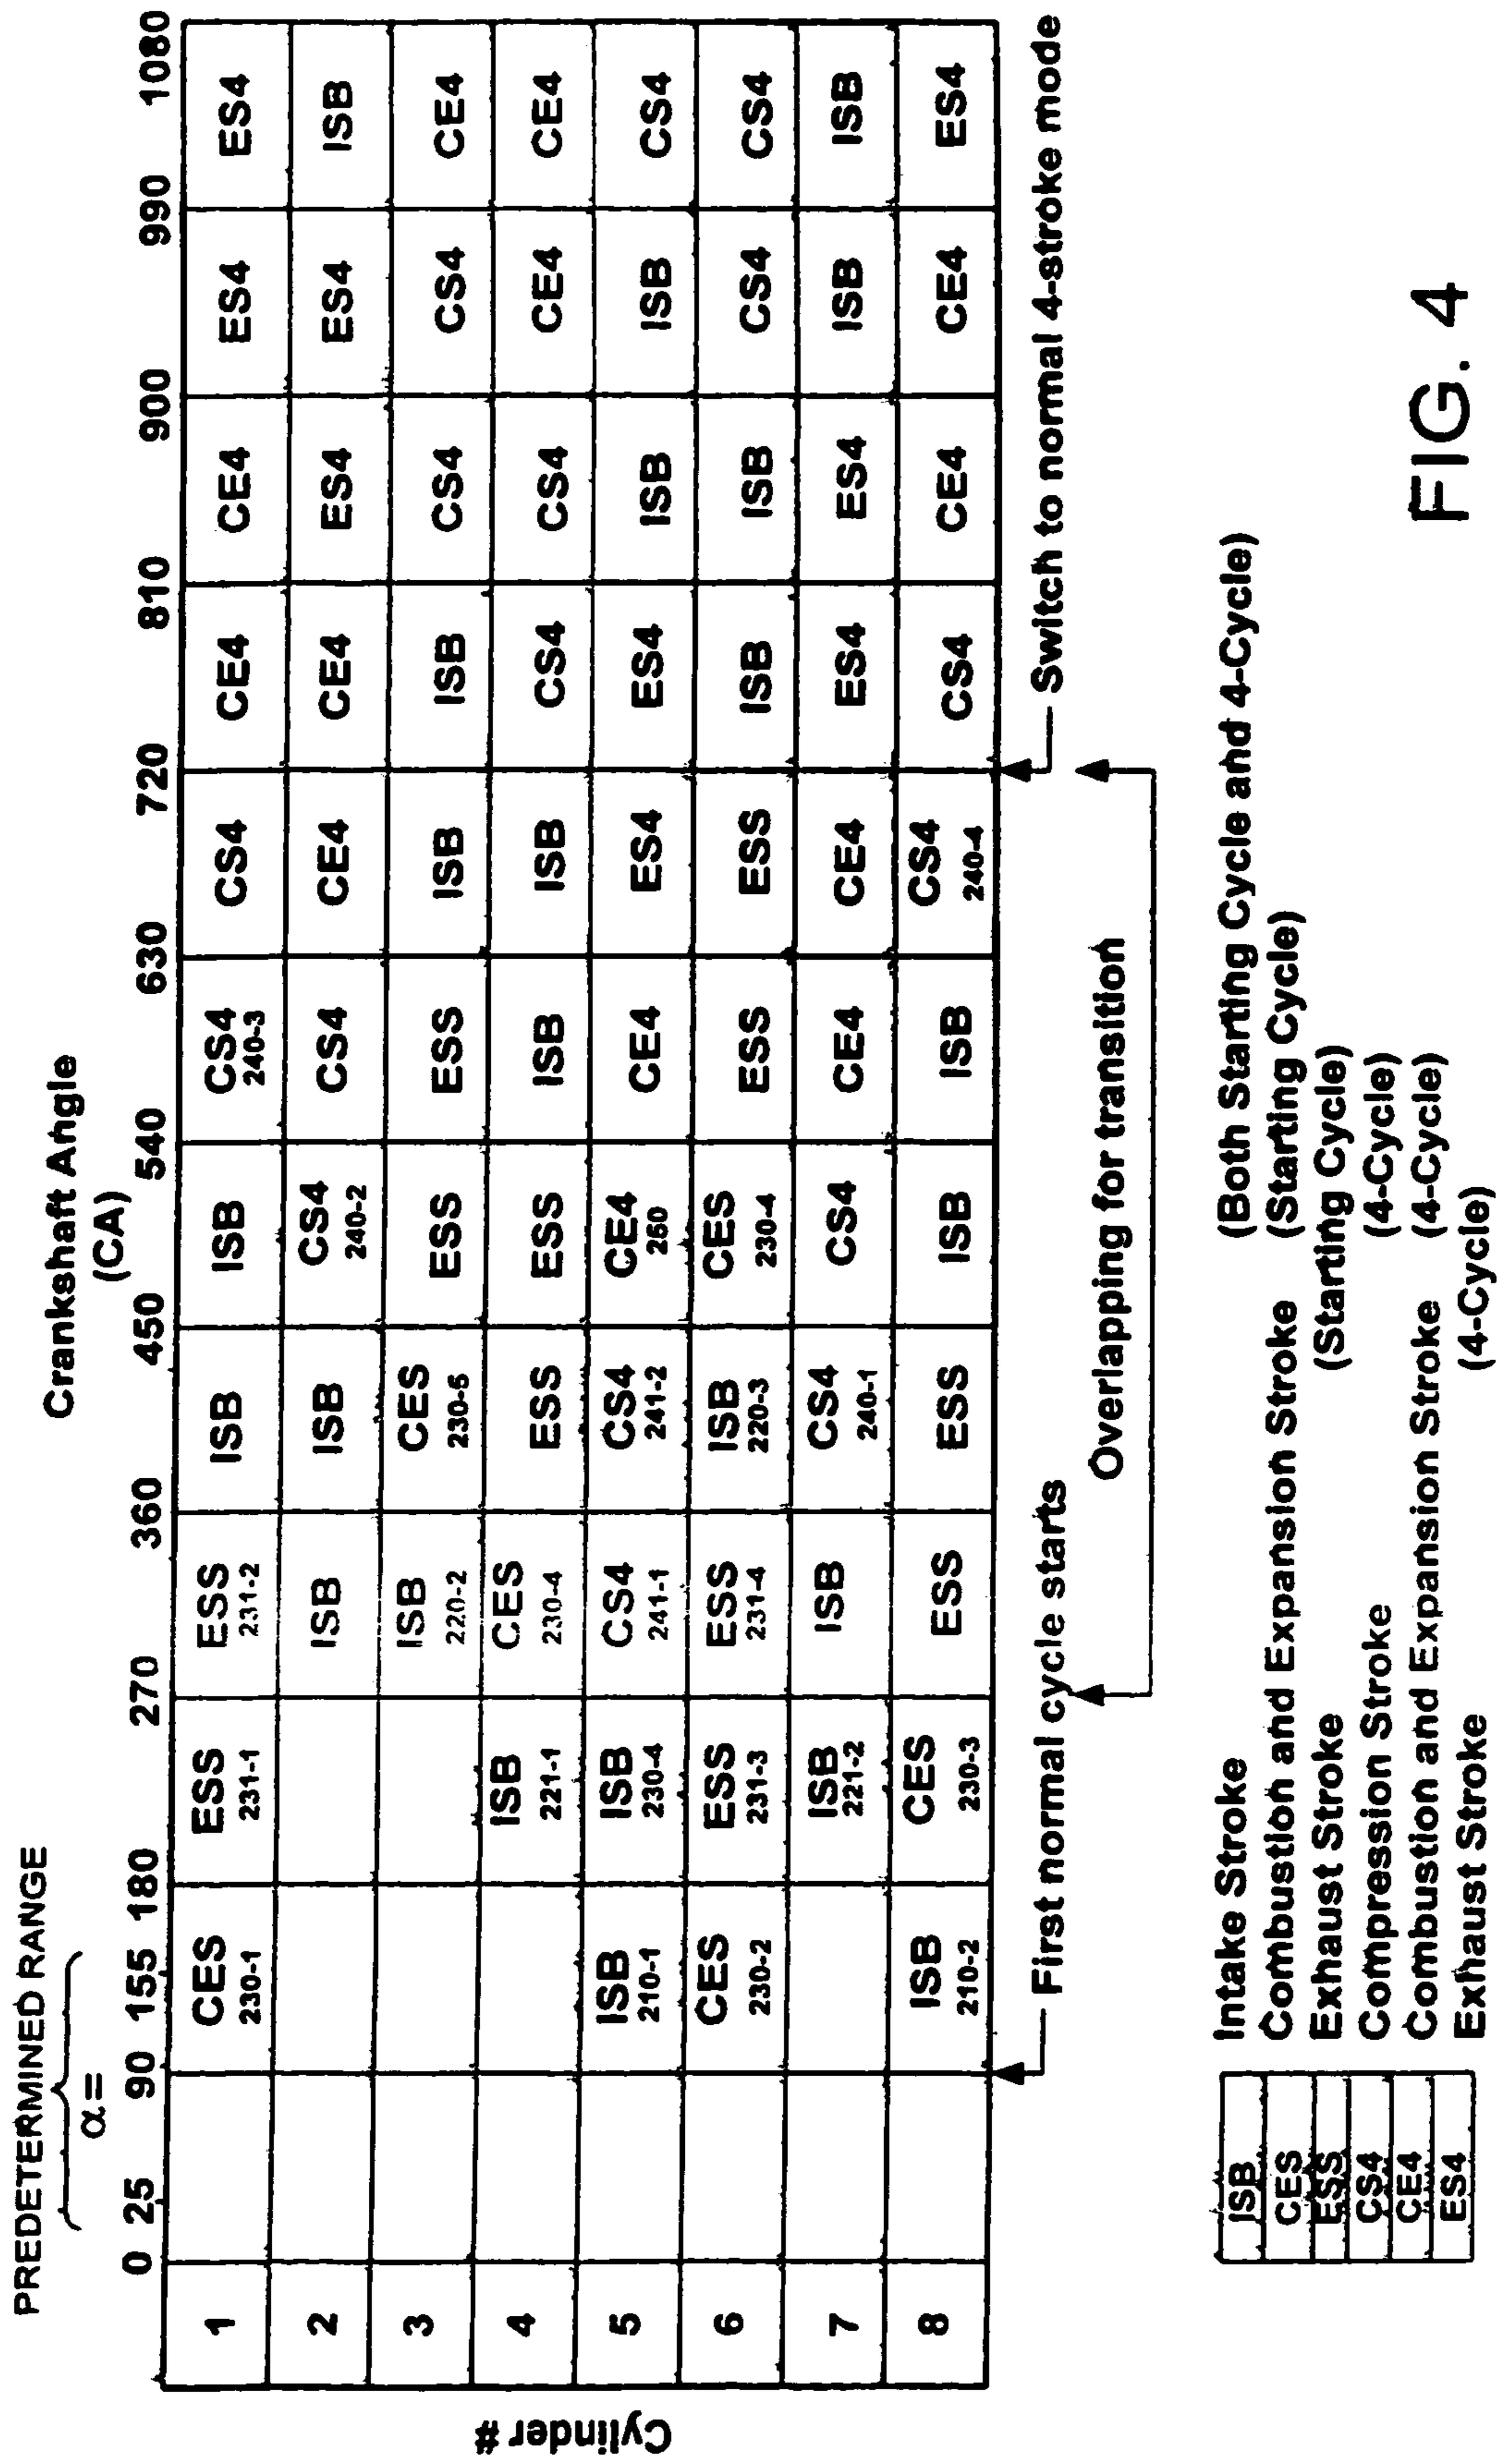 PREDETERMINED RANGE
α =
Crankshaft Angle
(CA)
0 25 90 155 180 270 360 450 540 630 720 810 900 990 1080
Cylinder #
1 CES 230-1 ESS 231-1 ESS 231-2 ISB ISB CS4 240-3 CS4 CE4 CE4 ES4 ES4
2 ISB ISB CS4 240-2 CS4 CE4 CE4 ES4 ES4 ISB
3 ISB 220-2 CES 230-5 ESS ESS ISB ISB CS4 CS4 CE4
4 ISB 221-1 CES 230-4 ESS ESS ISB ISB CS4 CS4 CE4 CE4
5 ISB 210-1 ISB 230-4 CS4 241-1 CS4 241-2 CE4 250 CE4 ES4 ES4 ISB ISB CS4
6 CES 230-2 ESS 231-3 ESS 231-4 ISB 220-3 CES 230-4 ESS ESS ISB ISB CS4 CS4
7 ISB 221-2 ISB CS4 240-1 CS4 CE4 CE4 ES4 ES4 ISB ISB
8 ISB 210-2 CES 230-3 ESS ESS ISB ISB CS4 240-4 CS4 CE4 CE4 ES4
First normal cycle starts
Switch to normal 4-stroke mode
Overlapping for transition
ISB Intake Stroke (Both Starting Cycle and 4-Cycle)
CES Combustion and Expansion Stroke (Starting Cycle)
ESS Exhaust Stroke (Starting Cycle)
CS4 Compression Stroke (4-Cycle)
CE4 Combustion and Expansion Stroke (4-Cycle)
ES4 Exhaust Stroke (4-Cycle)
FIG. 4